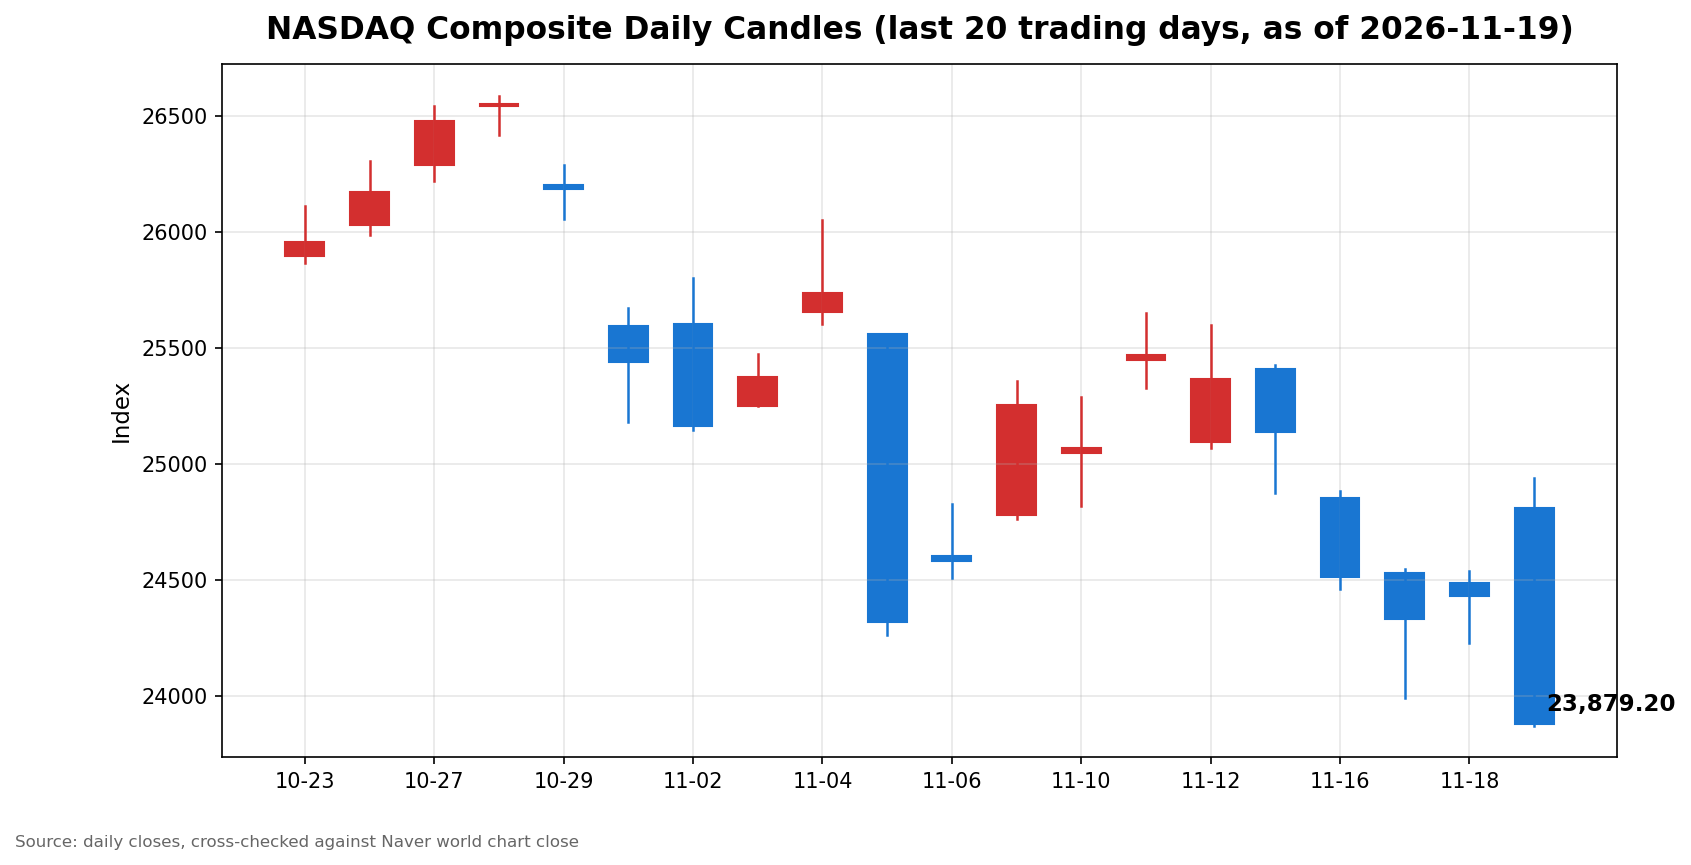 NASDAQ Composite Daily Candles (last 20 trading days, as of 2026-11-19)
Index
26500
26000
25500
25000
24500
24000
23,879.20
10-23 10-27 10-29 11-02 11-04 11-06 11-10 11-12 11-16 11-18
Source: daily closes, cross-checked against Naver world chart close